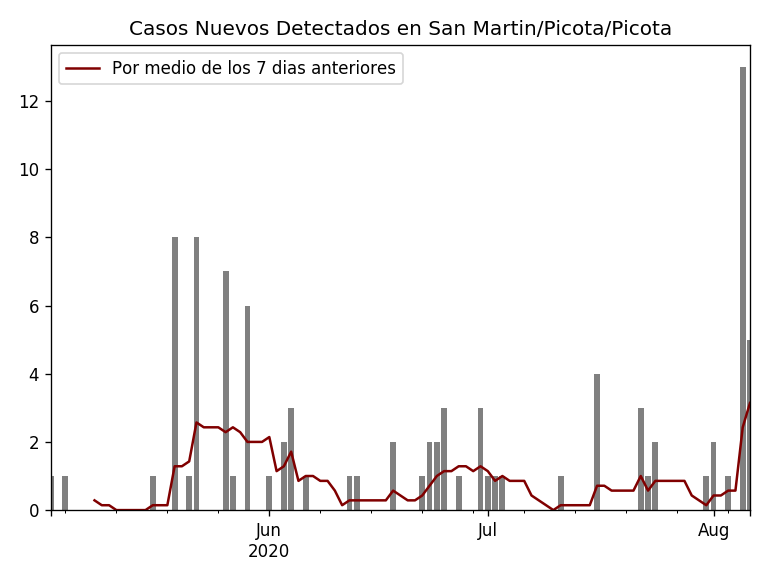 Casos Nuevos Detectados en San Martin/Picota/Picota
Por medio de los 7 dias anteriores
12
10
8
6
4
2
0
Jun
2020
Jul
Aug